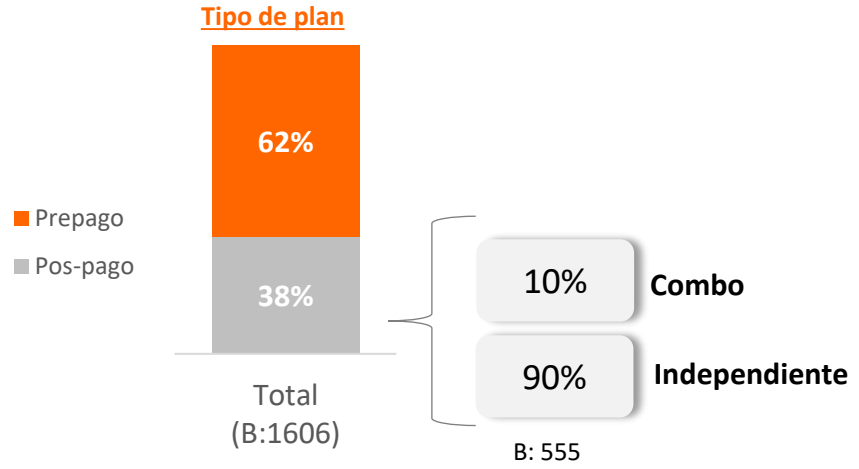 Tipo de plan
62%
Prepago
Pos-pago
38%
10%
Combo
90%
Independiente
Total
(B:1606)
B: 555